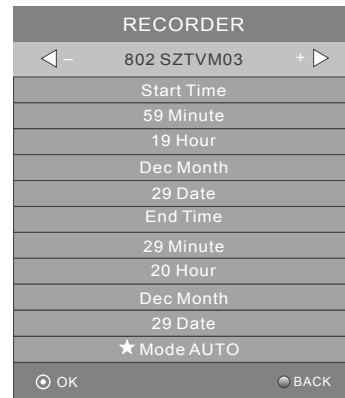 RECORDER
– 802 SZTVM03 +
Start Time
59 Minute
19 Hour
Dec Month
29 Date
End Time
29 Minute
20 Hour
Dec Month
29 Date
★ Mode AUTO
OK BACK